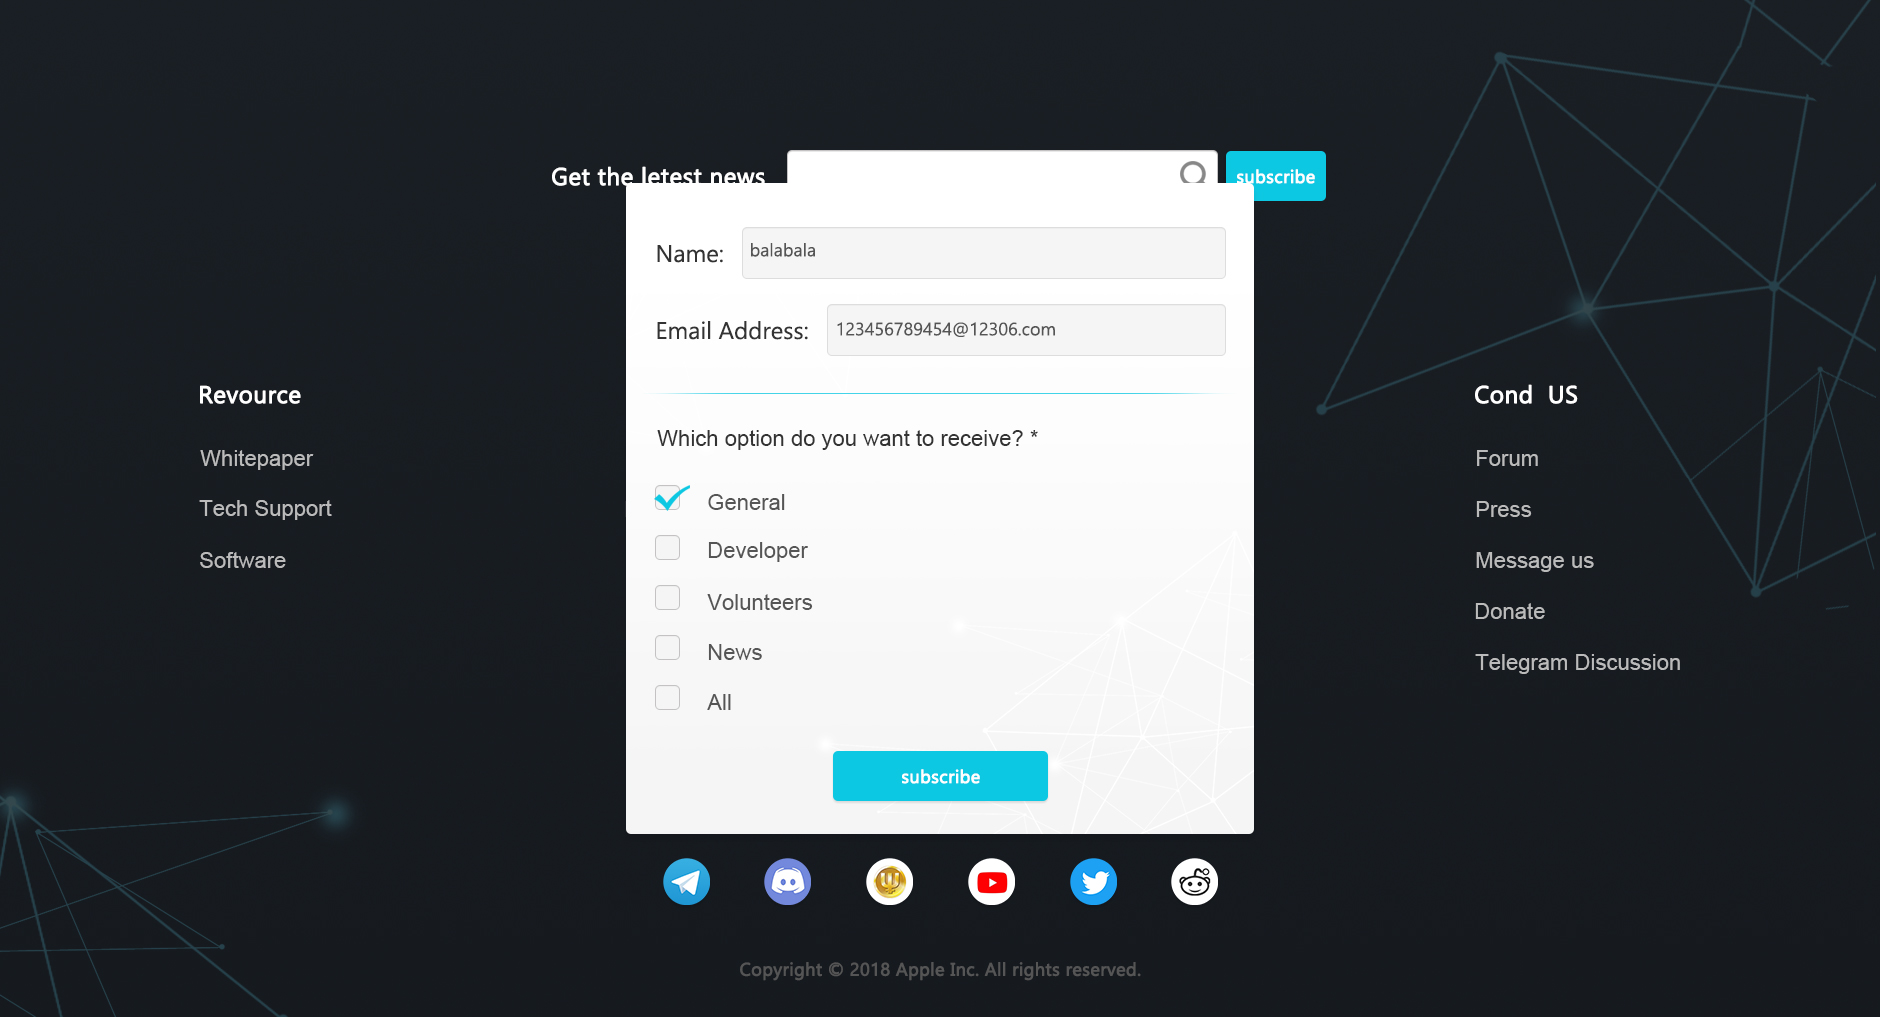 Get the letest news
subscribe
Name: balabala
Email Address: 123456789454@12306.com
Which option do you want to receive? *
General
Developer
Volunteers
News
All
subscribe
Revource
Whitepaper
Tech Support
Software
Cond US
Forum
Press
Message us
Donate
Telegram Discussion
Copyright © 2018 Apple Inc. All rights reserved.